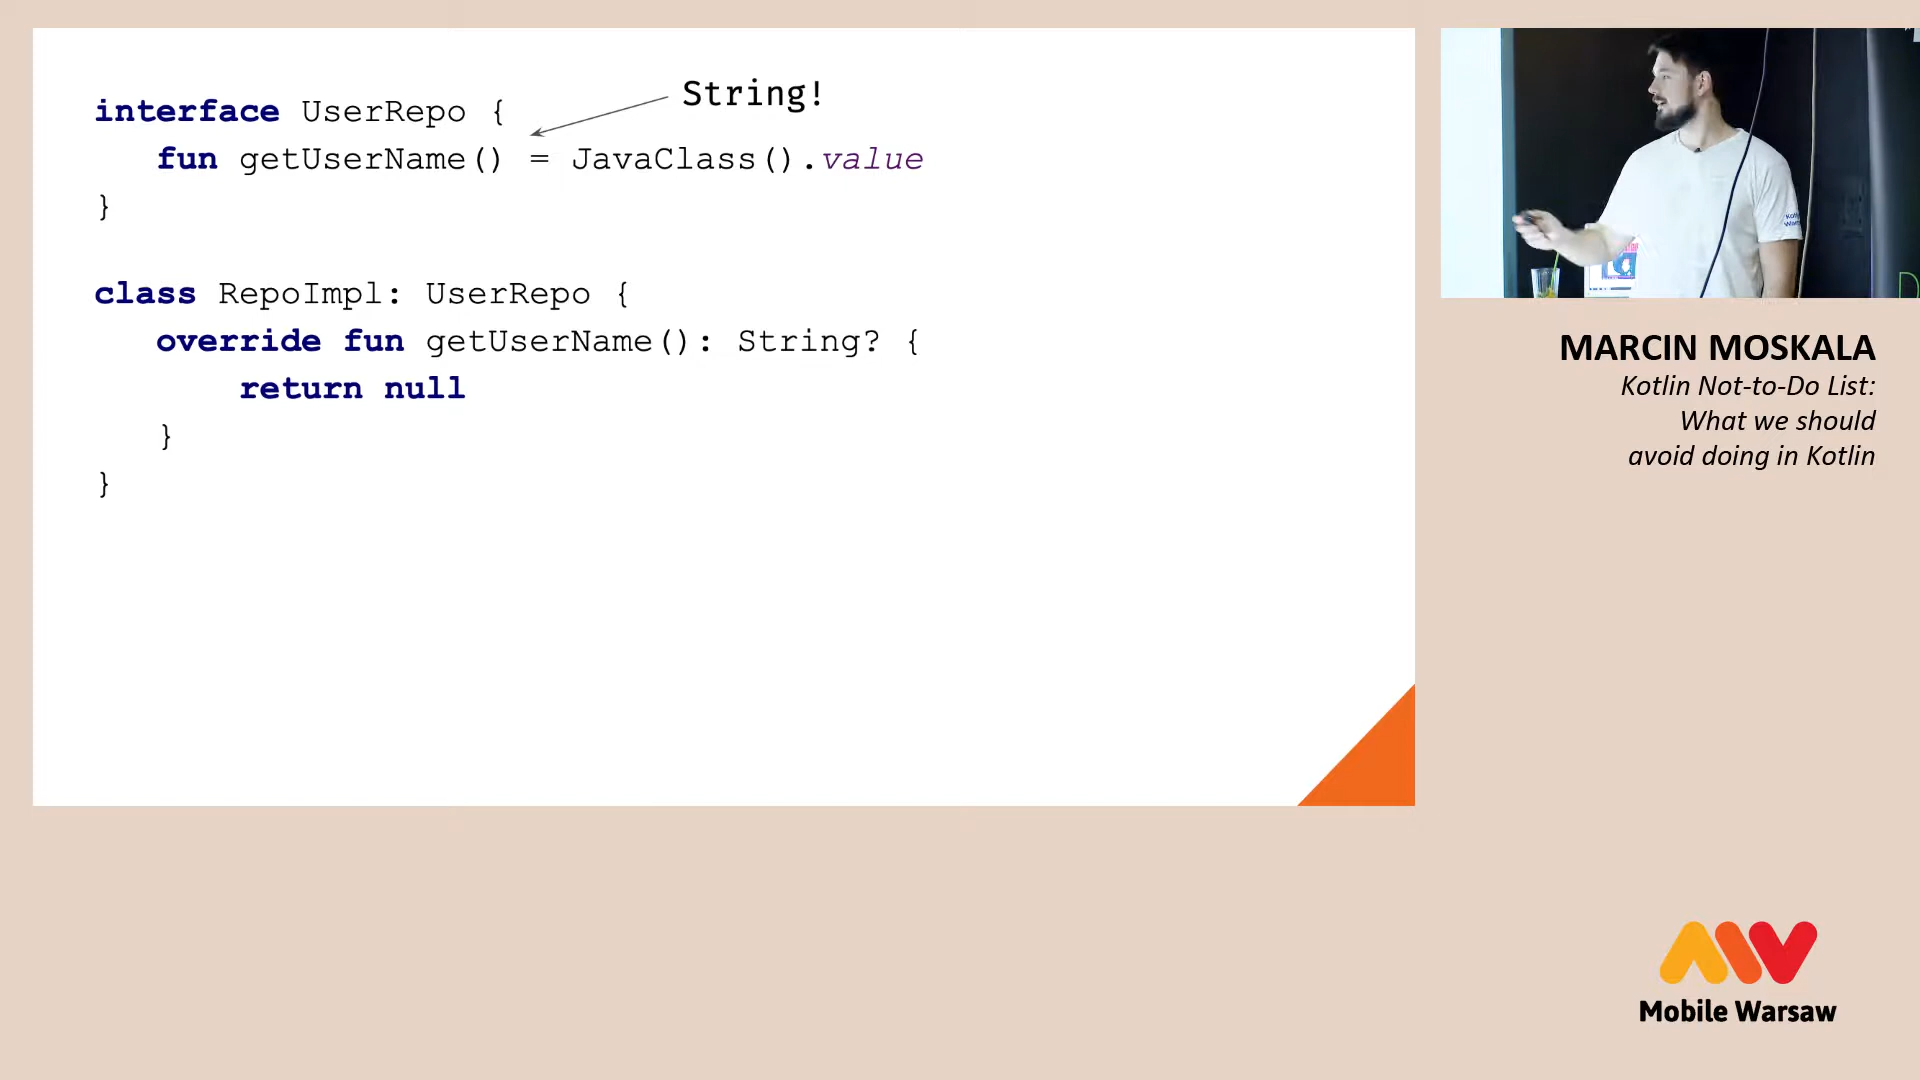 String!
interface UserRepo {
fun getUserName() = JavaClass().value
}
class RepoImpl: UserRepo {
override fun getUserName(): String? {
return null
}
}
MARCIN MOSKALA
Kotlin Not-to-Do List:
What we should
avoid doing in Kotlin
Mobile Warsaw